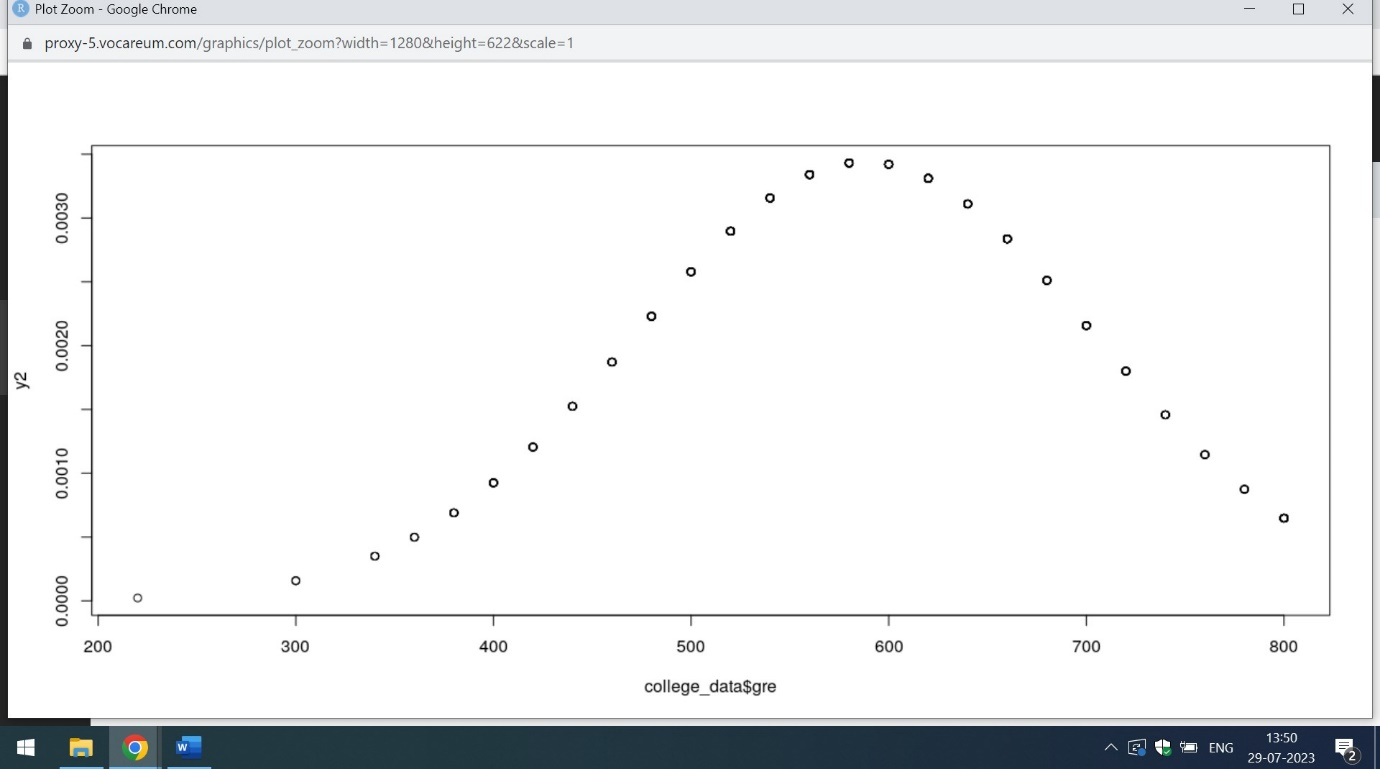 R Plot Zoom - Google Chrome
proxy-5.vocareum.com/graphics/plot_zoom?width=1280&height=622&scale=1
0.0030
0.0020
0.0010
0.0000
y2
200 300 400 500 600 700 800
college_data$gre
W
ENG
13:50
29-07-2023
2